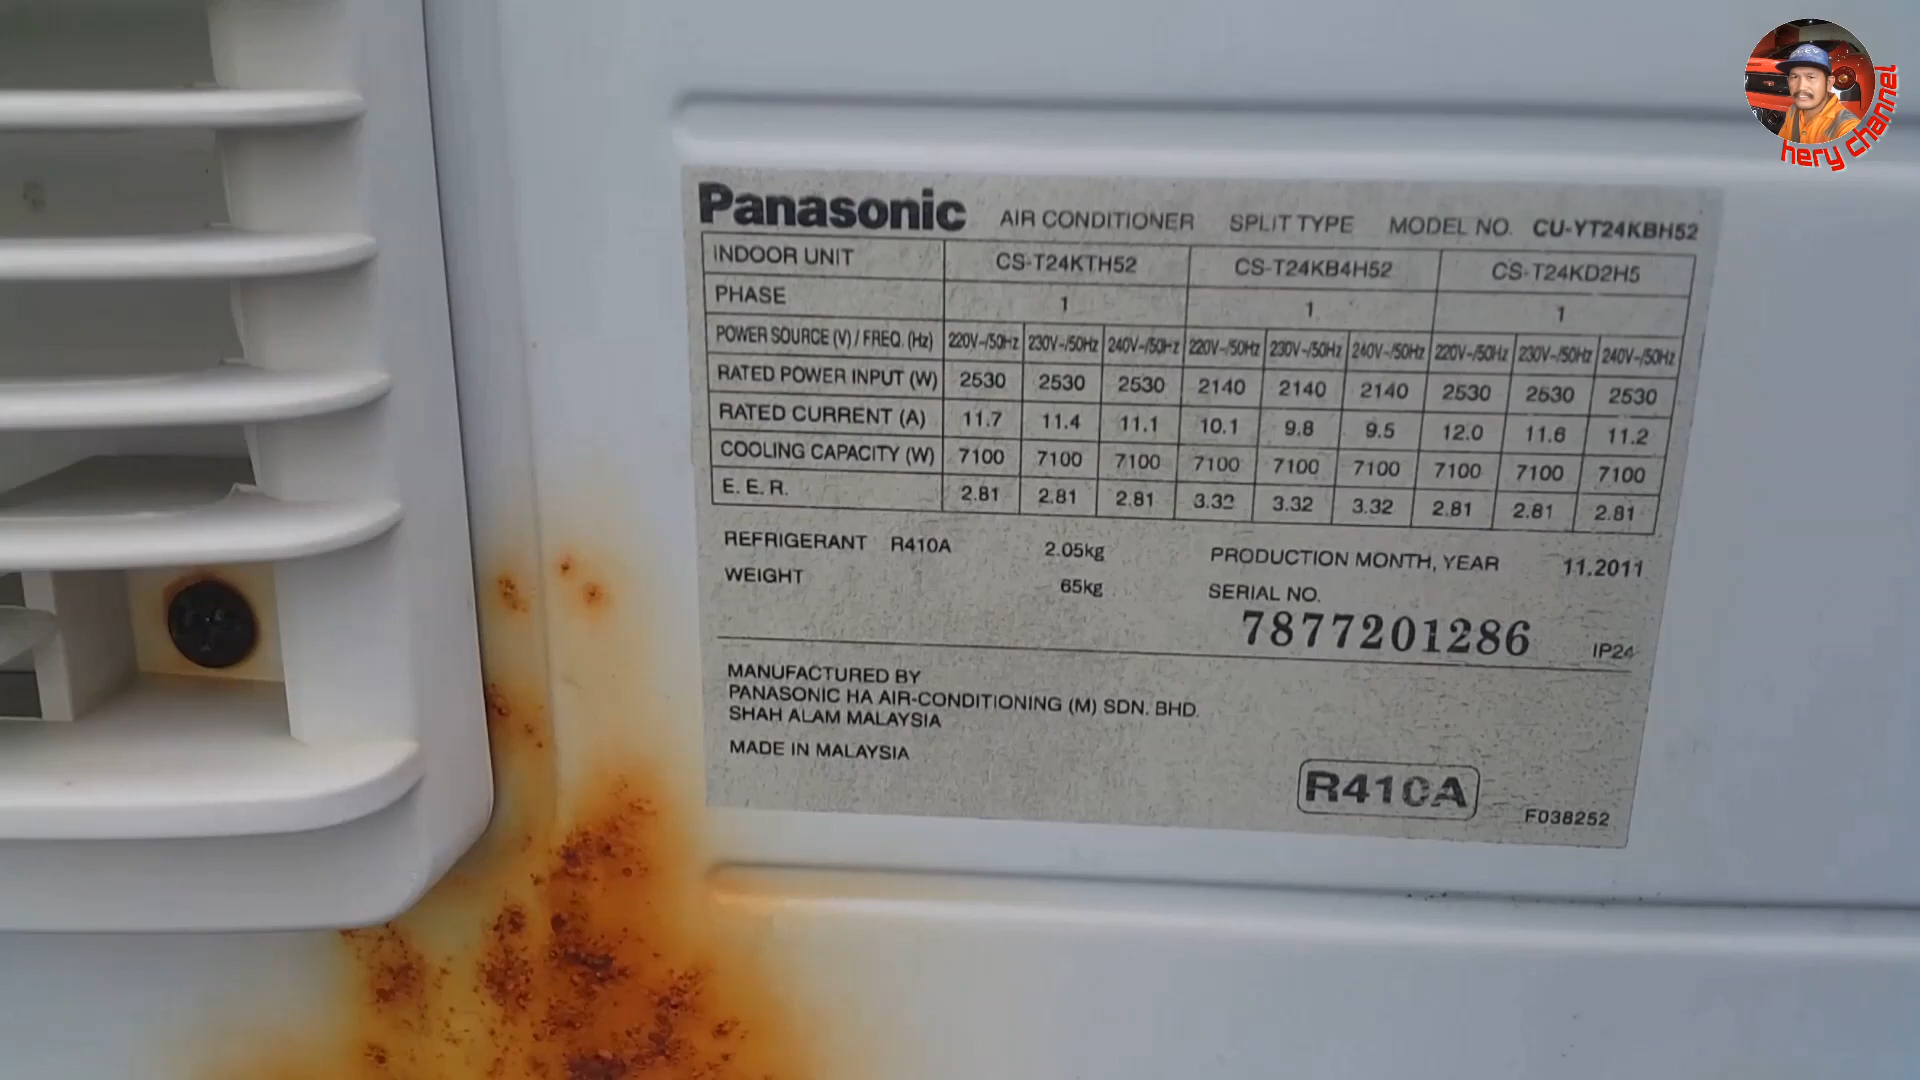 hery channel
Panasonic AIR CONDITIONER SPLIT TYPE MODEL NO. CU-YT24KBH52
INDOOR UNIT CS-T24KTH52 CS-T24KB4H52 CS-T24KD2H5
PHASE 1 1 1
POWER SOURCE (V) / FREQ. (Hz) 220V~/50Hz 230V~/50Hz 240V~/50Hz 220V~/50Hz 230V~/50Hz 240V~/50Hz 220V~/50Hz 230V~/50Hz 240V~/50Hz
RATED POWER INPUT (W) 2530 2530 2530 2140 2140 2140 2530 2530 2530
RATED CURRENT (A) 11.7 11.4 11.1 10.1 9.8 9.5 12.0 11.6 11.2
COOLING CAPACITY (W) 7100 7100 7100 7100 7100 7100 7100 7100 7100
E. E. R. 2.81 2.81 2.81 3.32 3.32 3.32 2.81 2.81 2.81
REFRIGERANT R410A 2.05kg PRODUCTION MONTH, YEAR 11.2011
WEIGHT 65kg SERIAL NO.
7877201286 IP24
MANUFACTURED BY
PANASONIC HA AIR-CONDITIONING (M) SDN. BHD.
SHAH ALAM MALAYSIA
MADE IN MALAYSIA
R410A F038252